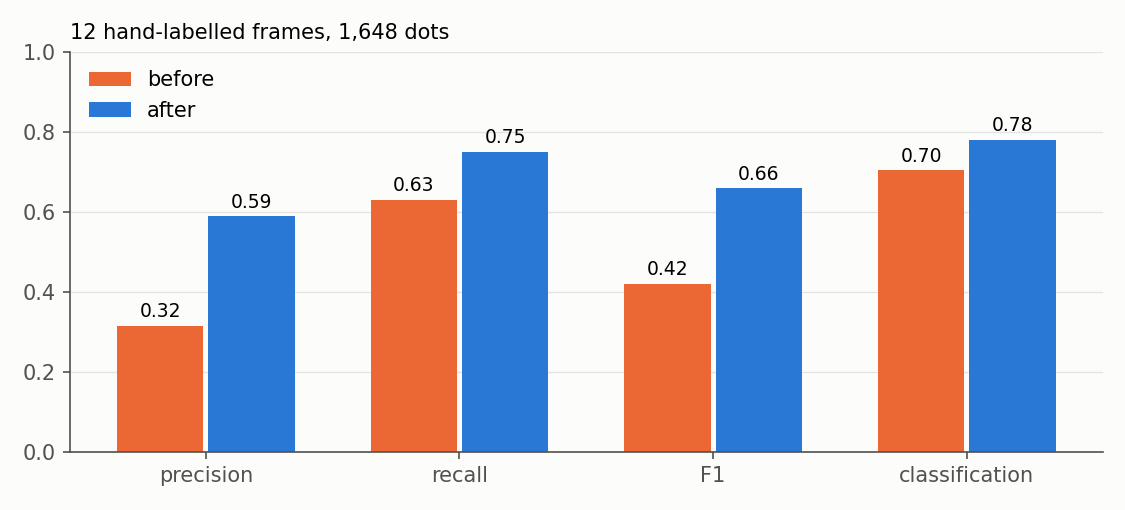 12 hand-labelled frames, 1,648 dots
1.0
0.8
0.6
0.4
0.2
0.0
before
after
0.32
0.59
0.63
0.75
0.42
0.66
0.70
0.78
precision
recall
F1
classification